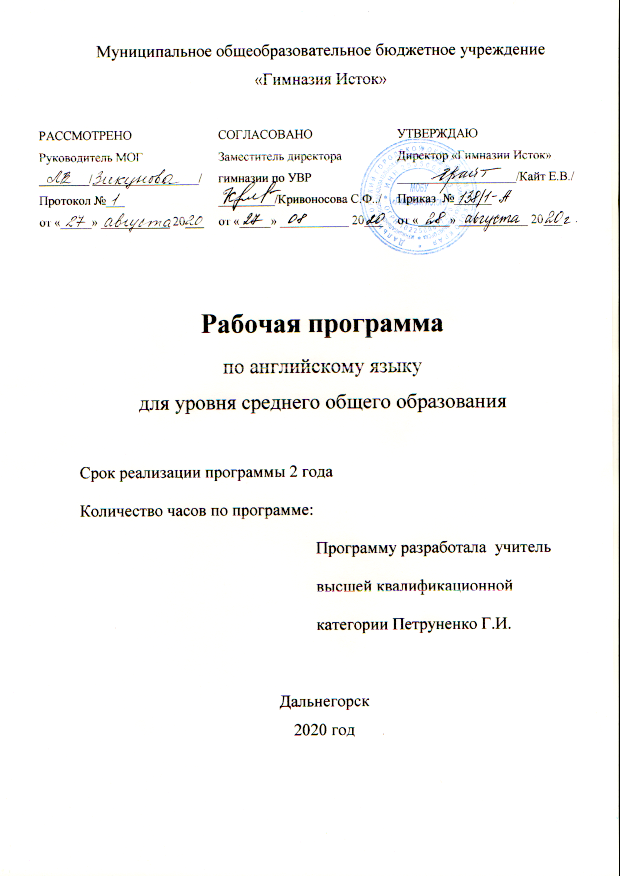 Муниципальное общеобразовательное бюджетное учреждение
«Гимназия Исток»
РАССМОТРЕНО
Руководитель МОГ
/Викунова /
Протокол № 1
от « 27 » августа 2020
СОГЛАСОВАНО
Заместитель директора
гимназии по УВР
/Кривоносова С.Ф../
от « 27 » 08 2020
УТВЕРЖДАЮ
Директор «Гимназии Исток»
/Кайт Е.В./
Приказ № 138/1-А
от « 28 » августа 2020г.
МОБУ
Рабочая программа
по английскому языку
для уровня среднего общего образования
Срок реализации программы 2 года
Количество часов по программе:
Программу разработала учитель
высшей квалификационной
категории Петруненко Г.И.
Дальнегорск
2020 год